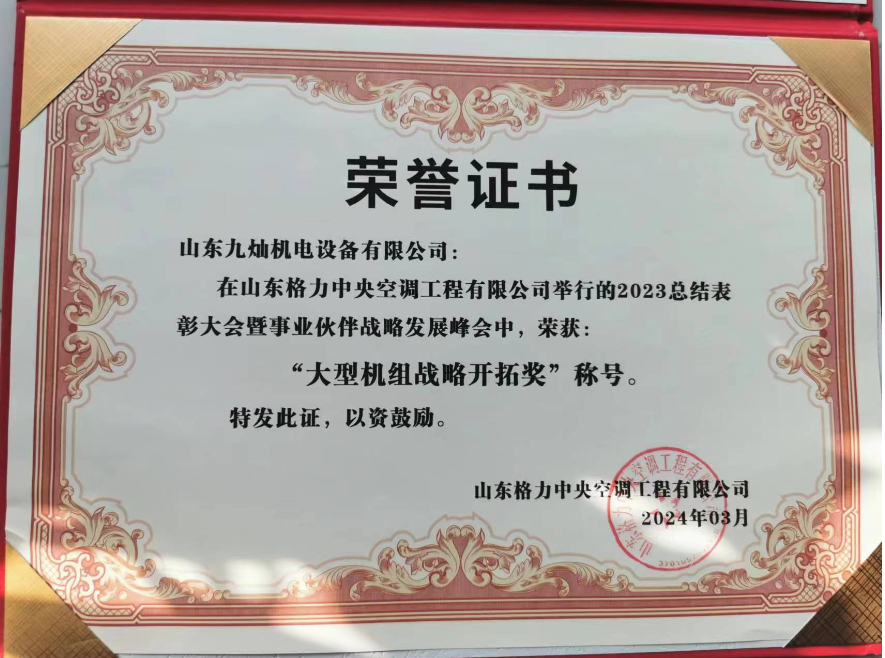 荣誉证书
山东九灿机电设备有限公司：
在山东格力中央空调工程有限公司举行的2023总结表
彰大会暨事业伙伴战略发展峰会中，荣获：
“大型机组战略开拓奖”称号。
特发此证，以资鼓励。
山东格力中央空调工程有限公司
2024年03月